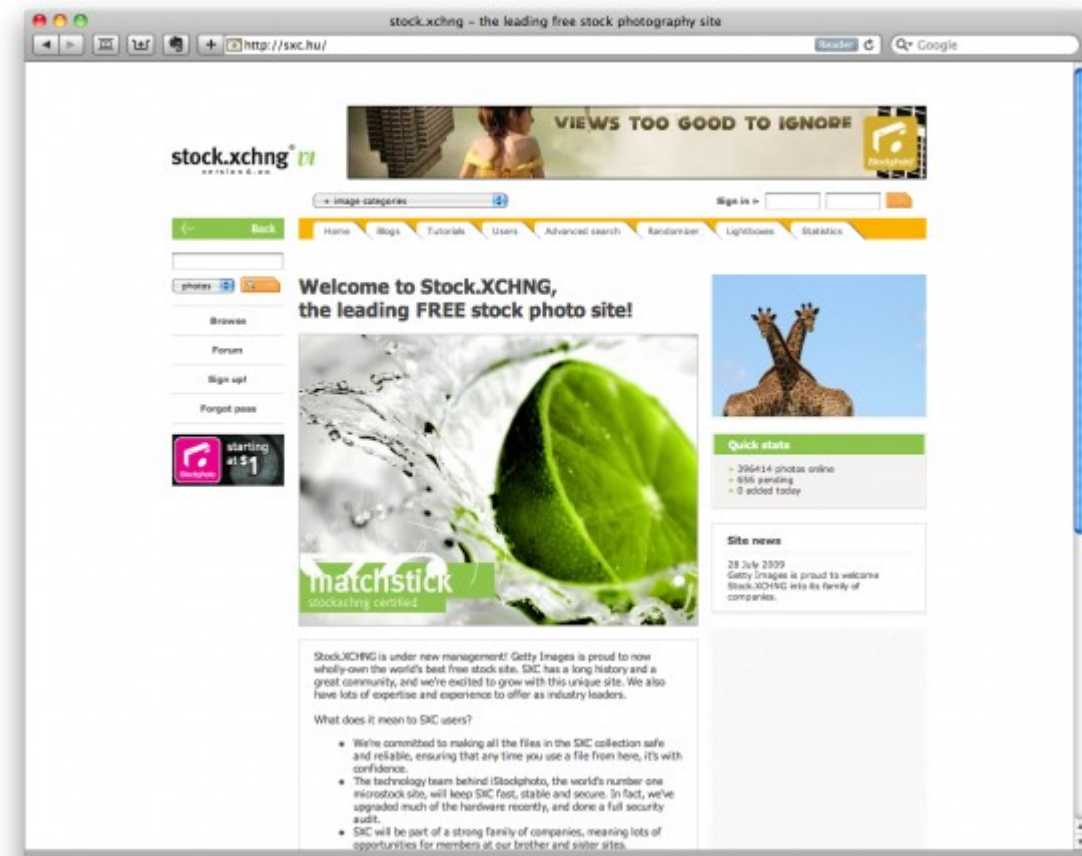 stock.xchng – the leading free stock photography site
http://sxc.hu/
Reader
Google
VIEWS TOO GOOD TO IGNORE
iStockphoto
stock.xchng® VI
+ image categories
Sign in »
Back
Home Blogs Tutorials Users Advanced search Randomizer Lightboxes Statistics
photos
Browse
Forum
Sign up!
Forgot pass
starting
at $1
iStockphoto
Welcome to Stock.XCHNG,
the leading FREE stock photo site!
matchstick
stockxchng certified
Quick stats
» 396414 photos online
» 656 pending
» 0 added today
Site news
28 July 2009
Getty Images is proud to welcome
Stock.XCHNG into its family of
companies.
Stock.XCHNG is under new management! Getty Images is proud to now
wholly-own the world's best free stock site. SXC has a long history and a
great community, and we're excited to grow with this unique site. We also
have lots of expertise and experience to offer as industry leaders.
What does it mean to SXC users?
• We're committed to making all the files in the SXC collection safe
and reliable, ensuring that any time you use a file from here, it's with
confidence.
• The technology team behind iStockphoto, the world's number one
microstock site, will keep SXC fast, stable and secure. In fact, we've
upgraded much of the hardware recently, and done a full security
audit.
• SXC will be part of a strong family of companies, meaning lots of
opportunities for members at our brother and sister sites.